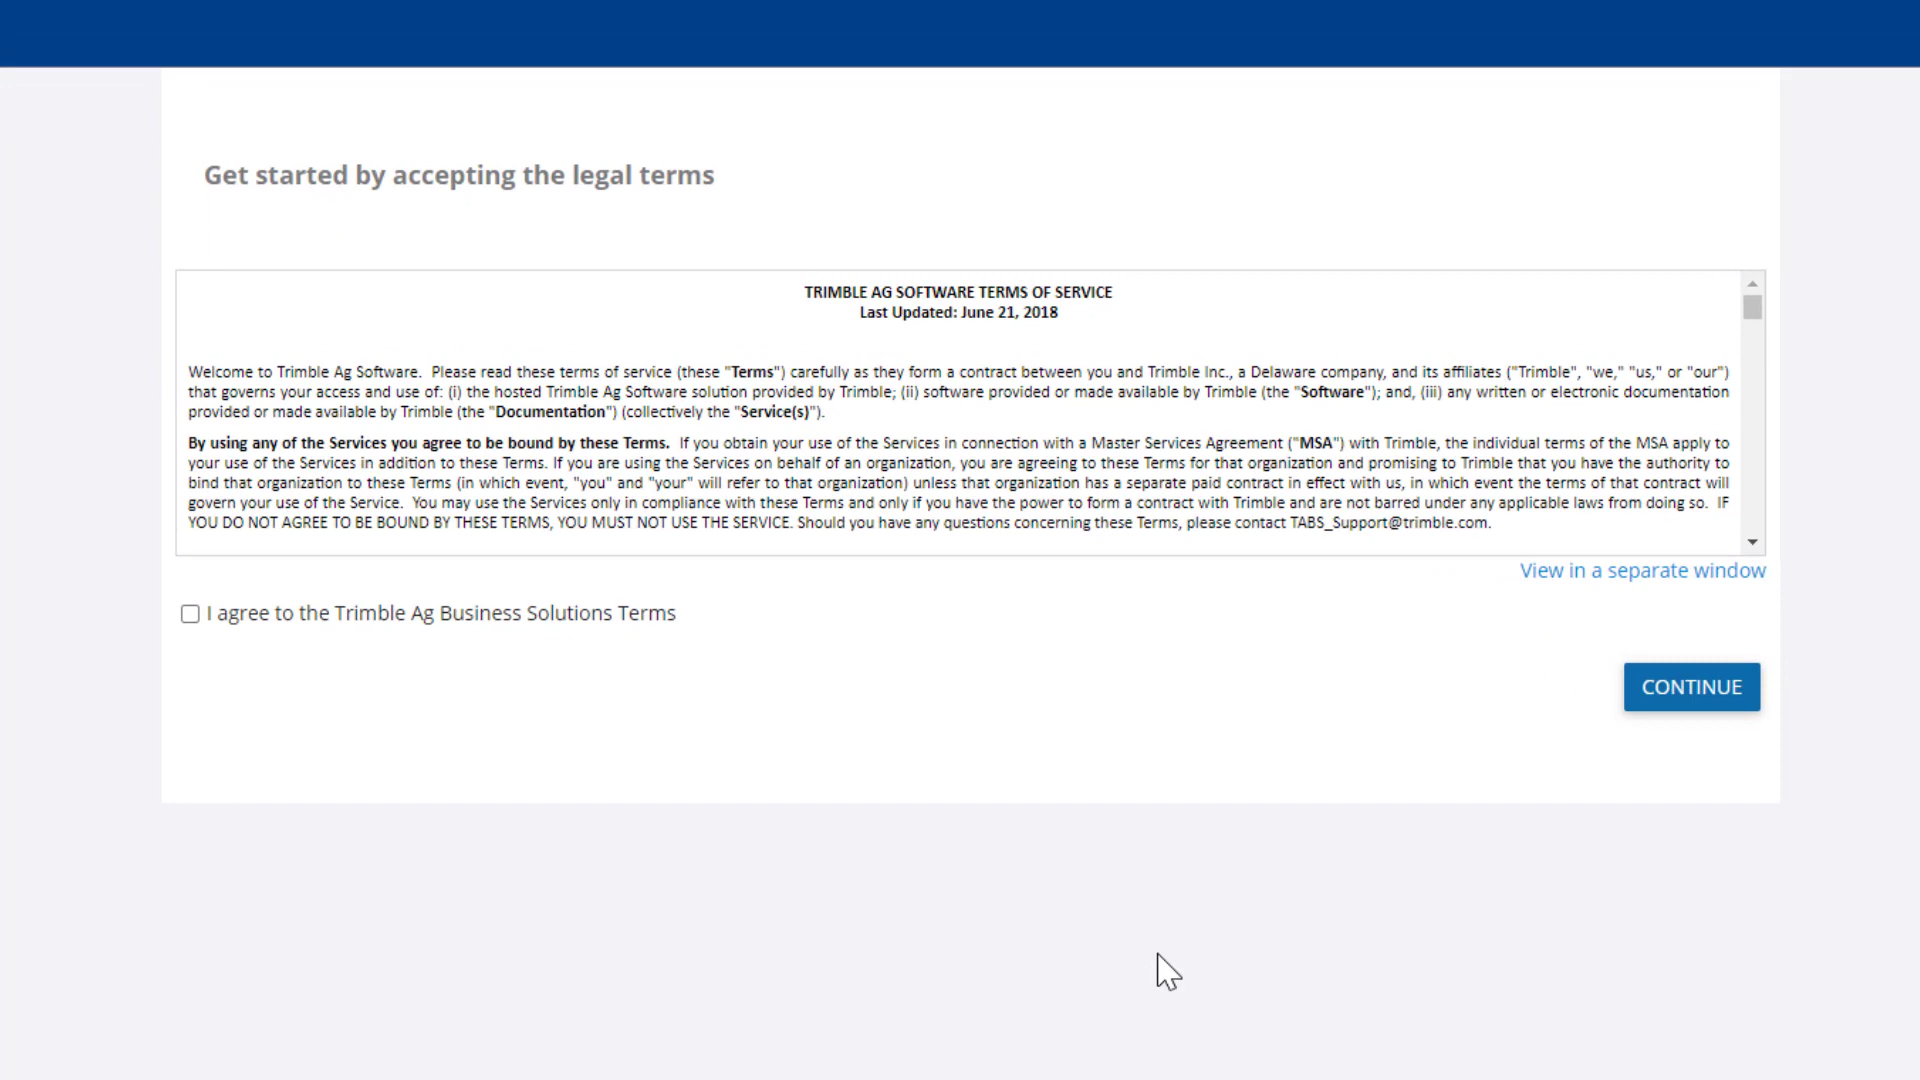 Get started by accepting the legal terms
TRIMBLE AG SOFTWARE TERMS OF SERVICE
Last Updated: June 21, 2018
Welcome to Trimble Ag Software. Please read these terms of service (these "Terms") carefully as they form a contract between you and Trimble Inc., a Delaware company, and its affiliates ("Trimble", "we," "us," or "our")
that governs your access and use of: (i) the hosted Trimble Ag Software solution provided by Trimble; (ii) software provided or made available by Trimble (the "Software"); and, (iii) any written or electronic documentation
provided or made available by Trimble (the "Documentation") (collectively the "Service(s)").
By using any of the Services you agree to be bound by these Terms. If you obtain your use of the Services in connection with a Master Services Agreement ("MSA") with Trimble, the individual terms of the MSA apply to
your use of the Services in addition to these Terms. If you are using the Services on behalf of an organization, you are agreeing to these Terms for that organization and promising to Trimble that you have the authority to
bind that organization to these Terms (in which event, "you" and "your" will refer to that organization) unless that organization has a separate paid contract in effect with us, in which event the terms of that contract will
govern your use of the Service. You may use the Services only in compliance with these Terms and only if you have the power to form a contract with Trimble and are not barred under any applicable laws from doing so. IF
YOU DO NOT AGREE TO BE BOUND BY THESE TERMS, YOU MUST NOT USE THE SERVICE. Should you have any questions concerning these Terms, please contact TABS_Support@trimble.com.
View in a separate window
I agree to the Trimble Ag Business Solutions Terms
CONTINUE